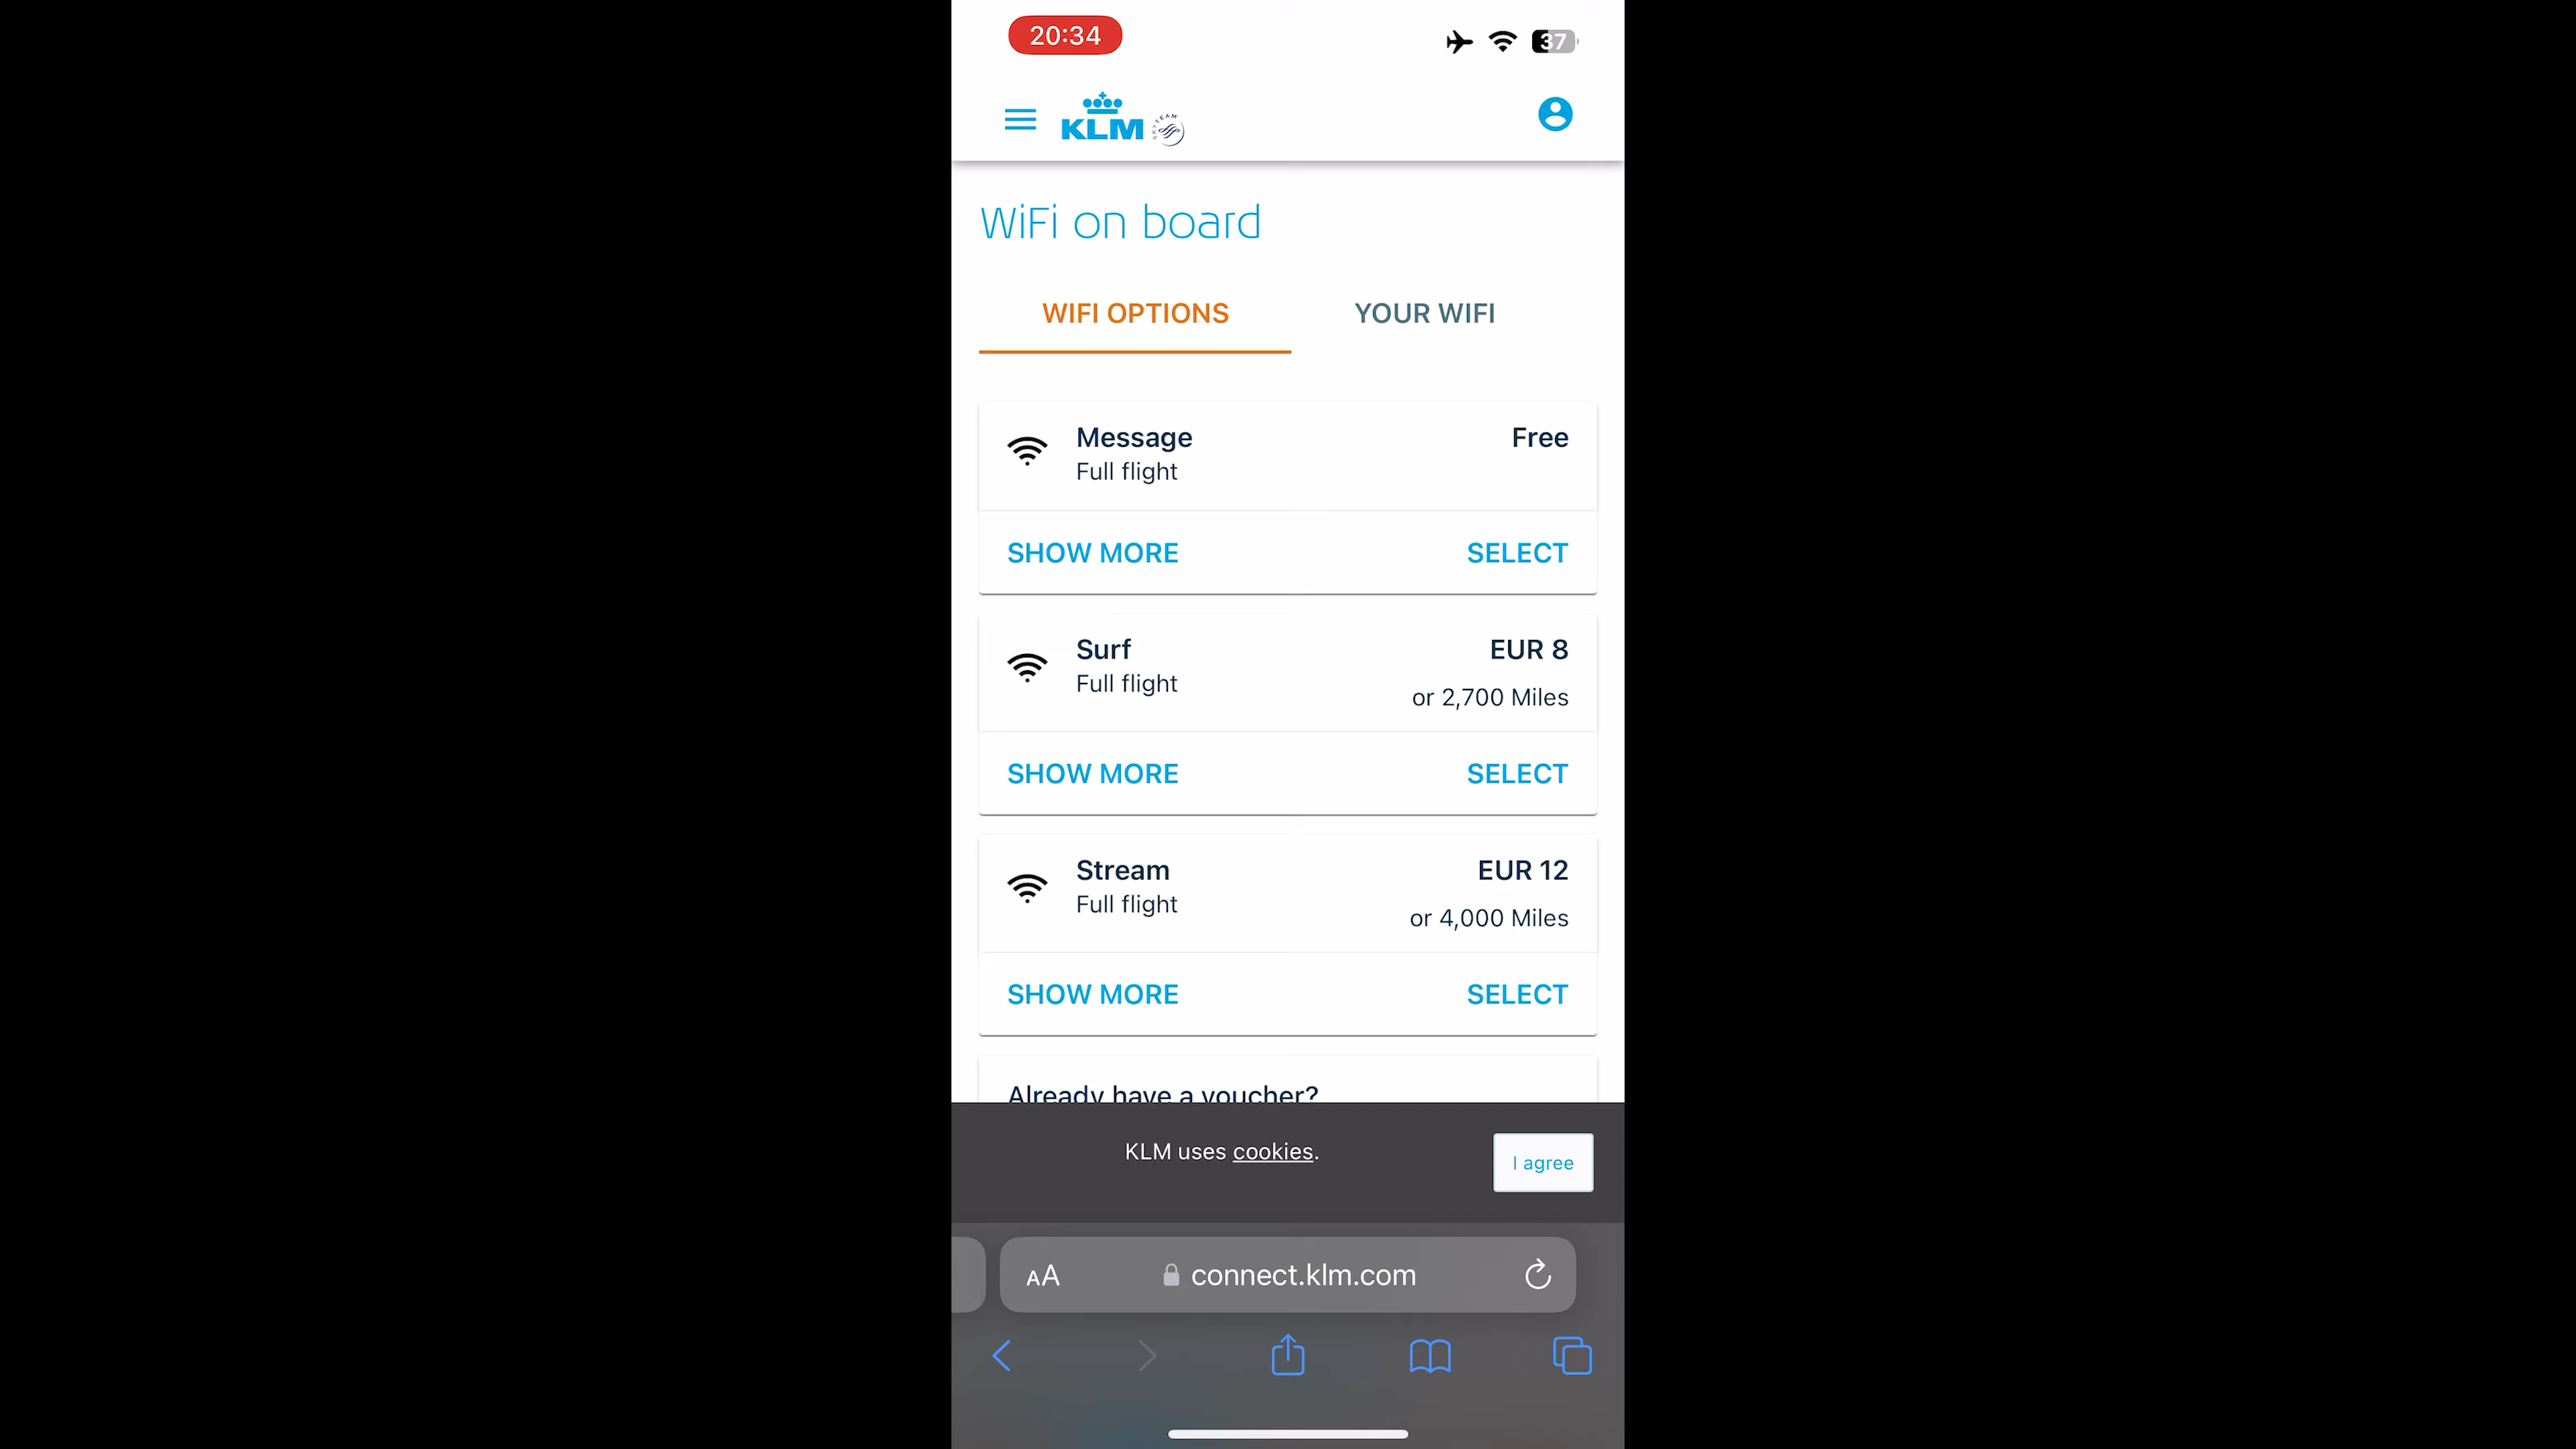 20:34
37
KLM
SKYTEAM
WiFi on board
WIFI OPTIONS
YOUR WIFI
Message
Free
Full flight
SHOW MORE
SELECT
Surf
EUR 8
Full flight
or 2,700 Miles
SHOW MORE
SELECT
Stream
EUR 12
Full flight
or 4,000 Miles
SHOW MORE
SELECT
Already have a voucher?
KLM uses cookies.
I agree
AA
connect.klm.com